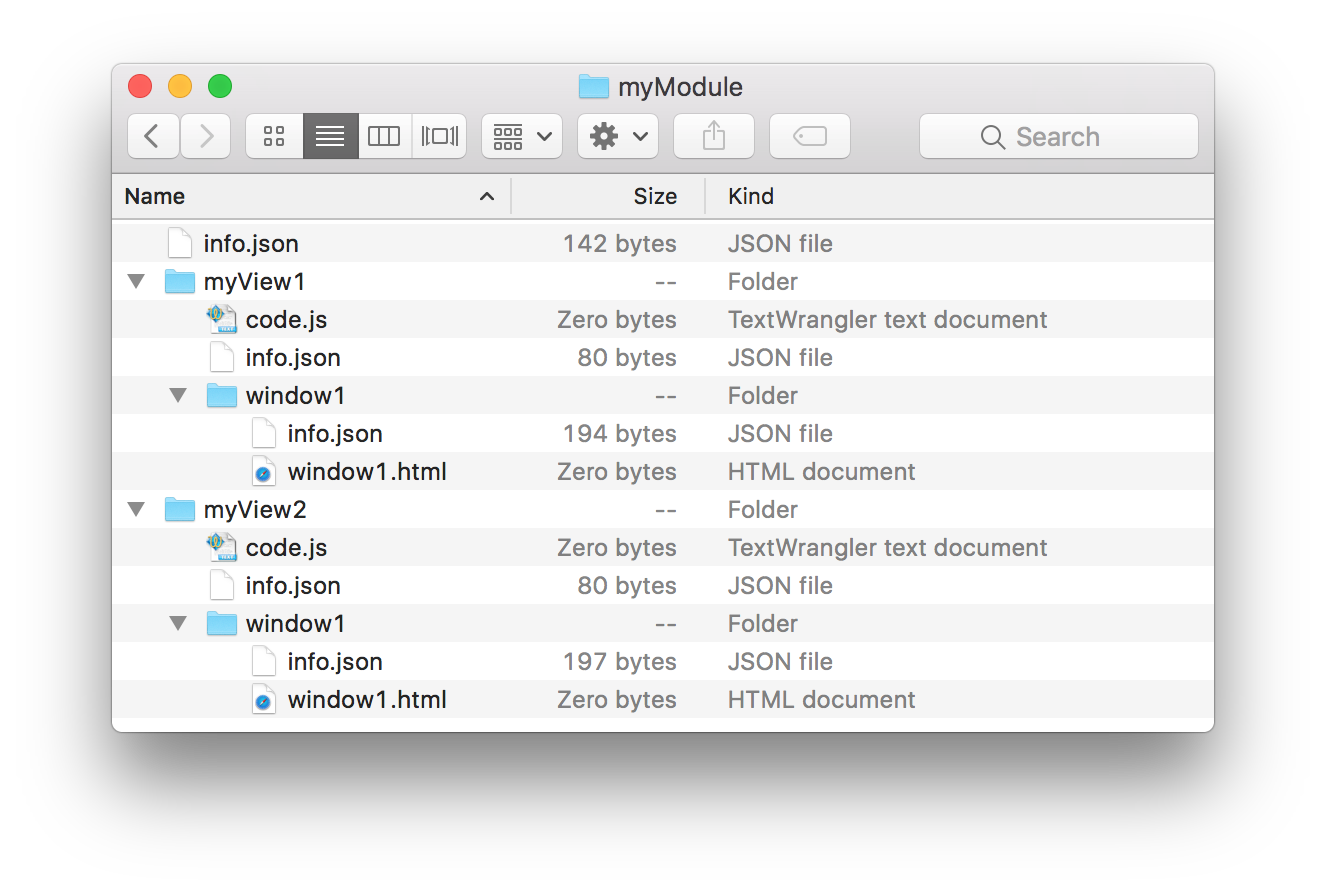 myModule
Search
Name Size Kind
info.json 142 bytes JSON file
myView1 -- Folder
code.js Zero bytes TextWrangler text document
info.json 80 bytes JSON file
window1 -- Folder
info.json 194 bytes JSON file
window1.html Zero bytes HTML document
myView2 -- Folder
code.js Zero bytes TextWrangler text document
info.json 80 bytes JSON file
window1 -- Folder
info.json 197 bytes JSON file
window1.html Zero bytes HTML document